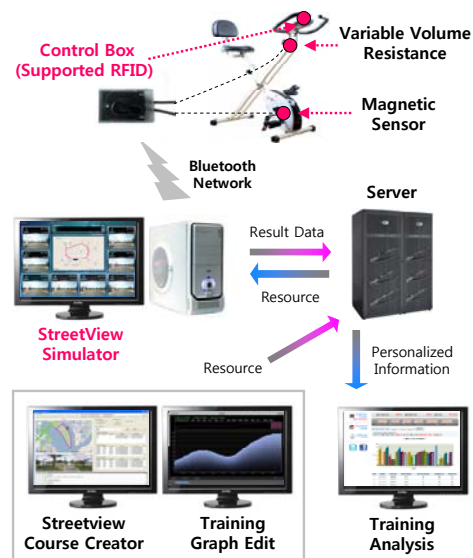 Control Box
(Supported RFID)
Variable Volume
Resistance
Magnetic
Sensor
Bluetooth
Network
Server
Result Data
Resource
StreetView
Simulator
Resource
Personalized
Information
Streetview
Course Creator
Training
Graph Edit
Training
Analysis